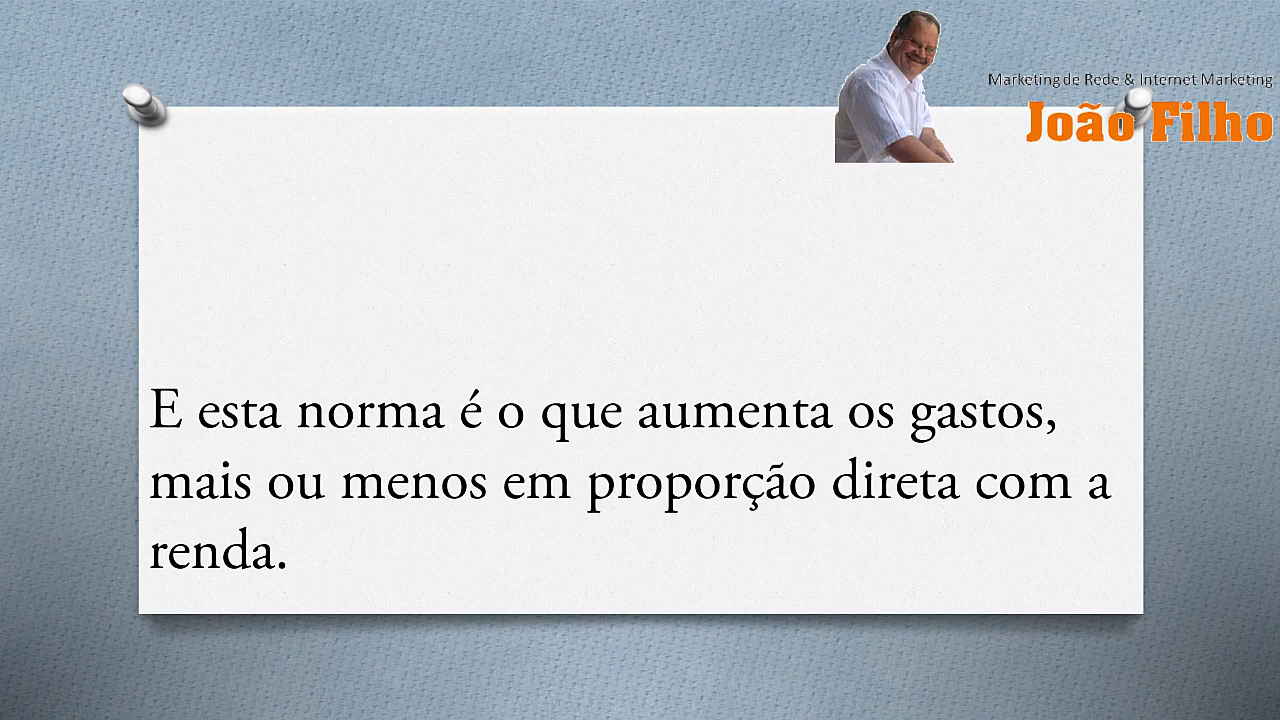 Marketing de Rede & Internet Marketing
João Filho
E esta norma é o que aumenta os gastos,
mais ou menos em proporção direta com a
renda.